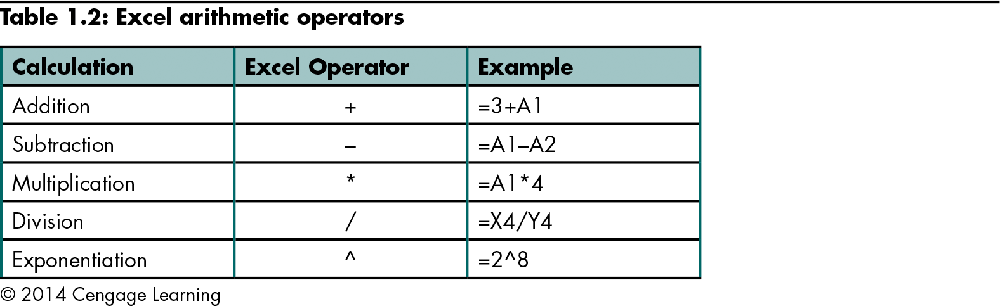 Table 1.2: Excel arithmetic operators
Calculation Excel Operator Example
Addition + =3+A1
Subtraction – =A1–A2
Multiplication * =A1*4
Division / =X4/Y4
Exponentiation ^ =2^8
© 2014 Cengage Learning